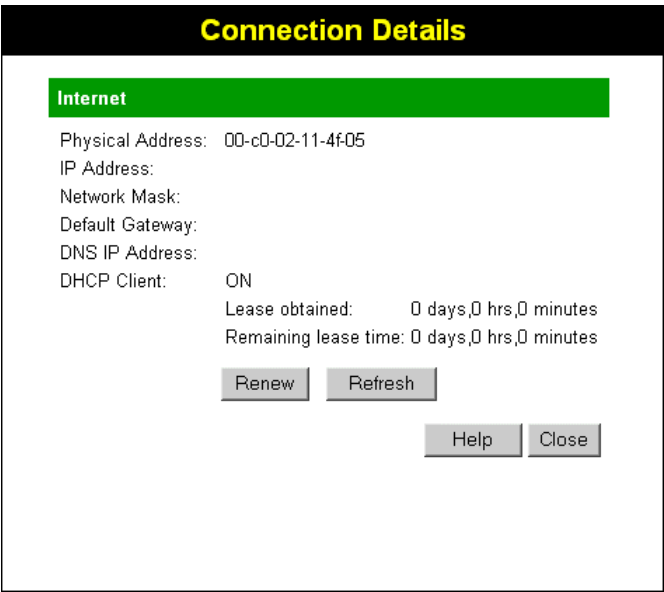 Connection Details
Internet
Physical Address: 00-c0-02-11-4f-05
IP Address:
Network Mask:
Default Gateway:
DNS IP Address:
DHCP Client: ON
Lease obtained: 0 days,0 hrs,0 minutes
Remaining lease time: 0 days,0 hrs,0 minutes
Renew Refresh
Help Close